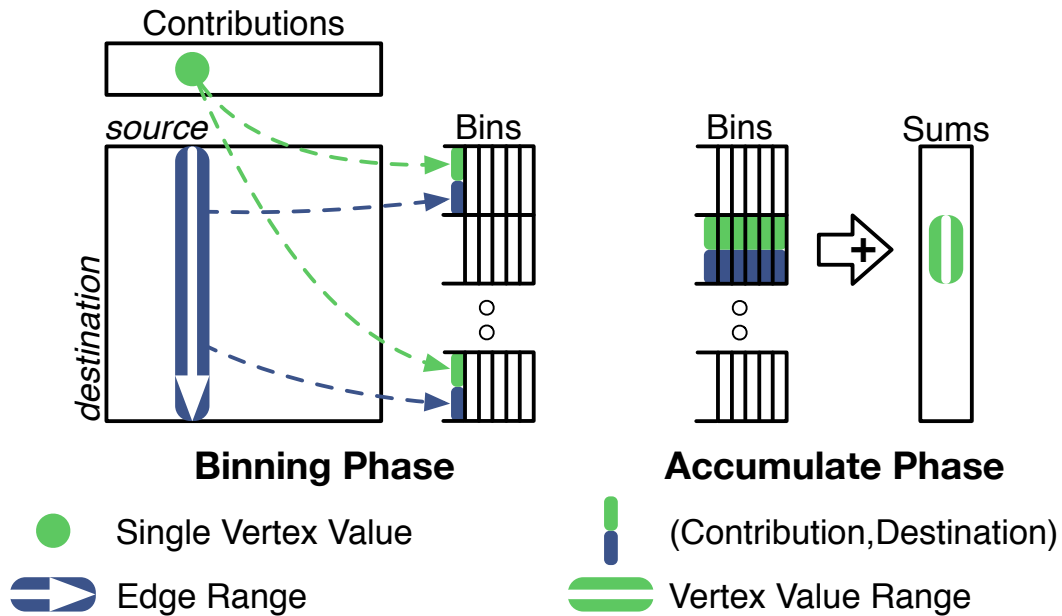 Contributions
source
destination
Bins
Bins
Sums
+
Binning Phase
Accumulate Phase
Single Vertex Value
(Contribution,Destination)
Edge Range
Vertex Value Range